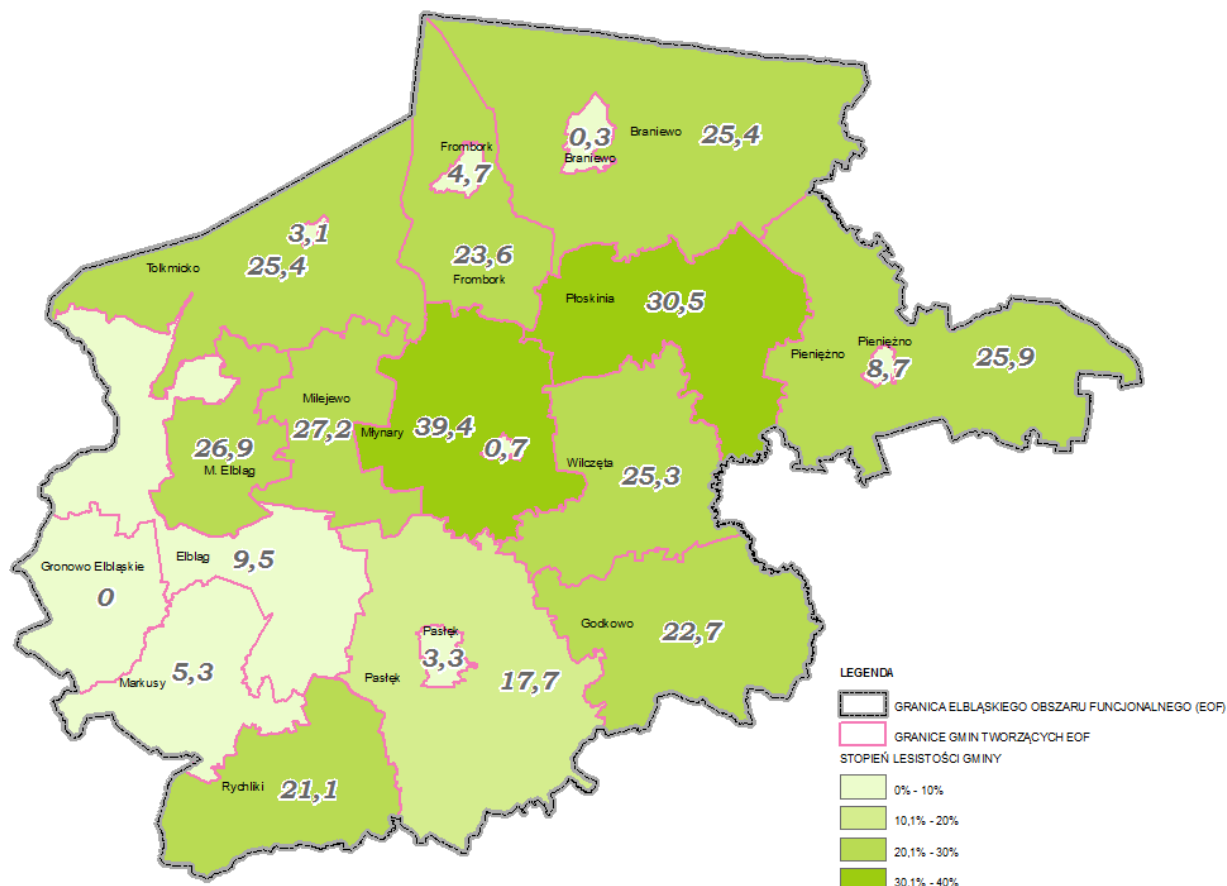 Braniewo 25,4
0,3
Braniewo
Frombork
4,7
3,1
Tolkmicko 25,4
23,6
Frombork
Płoskinia 30,5
Pieniężno
Pieniężno
8,7
25,9
Milejewo
27,2
Młynary 39,4
0,7
26,9
M. Elbląg
Wilczęta
25,3
Gronowo Elbląskie
0
Elbląg 9,5
Godkowo 22,7
Pasłęk
3,3
Markusy 5,3
Pasłęk 17,7
Rychliki 21,1
LEGENDA
GRANICA ELBLĄSKIEGO OBSZARU FUNCJONALNEGO (EOF)
GRANICE GMIN TWORZĄCYCH EOF
STOPIEŃ LESISTOŚCI GMINY
0% - 10%
10,1% - 20%
20,1% - 30%
30,1% - 40%